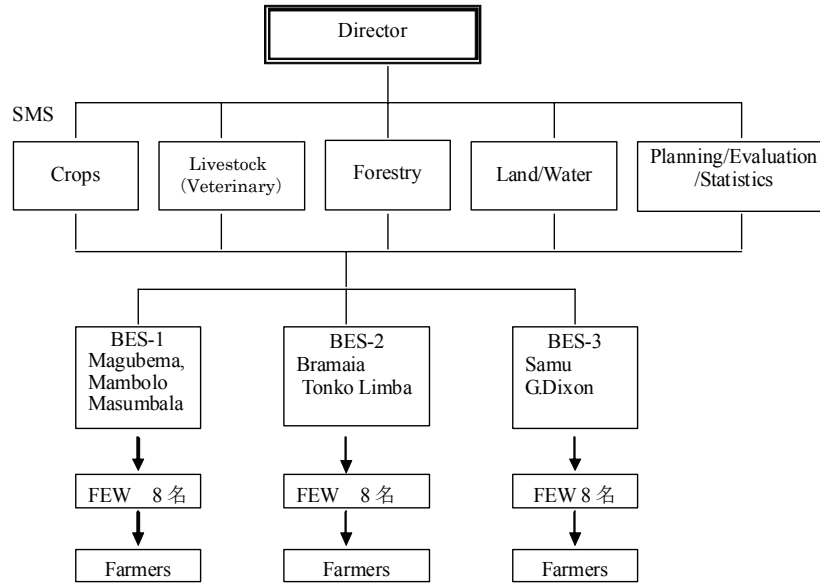 Director
SMS
Crops
Livestock
(Veterinary)
Forestry
Land/Water
Planning/Evaluation
/Statistics
BES-1
Magubema,
Mambolo
Masumbala
BES-2
Bramaia
Tonko Limba
BES-3
Samu
G.Dixon
FEW 8 名
FEW 8 名
FEW 8 名
Farmers
Farmers
Farmers